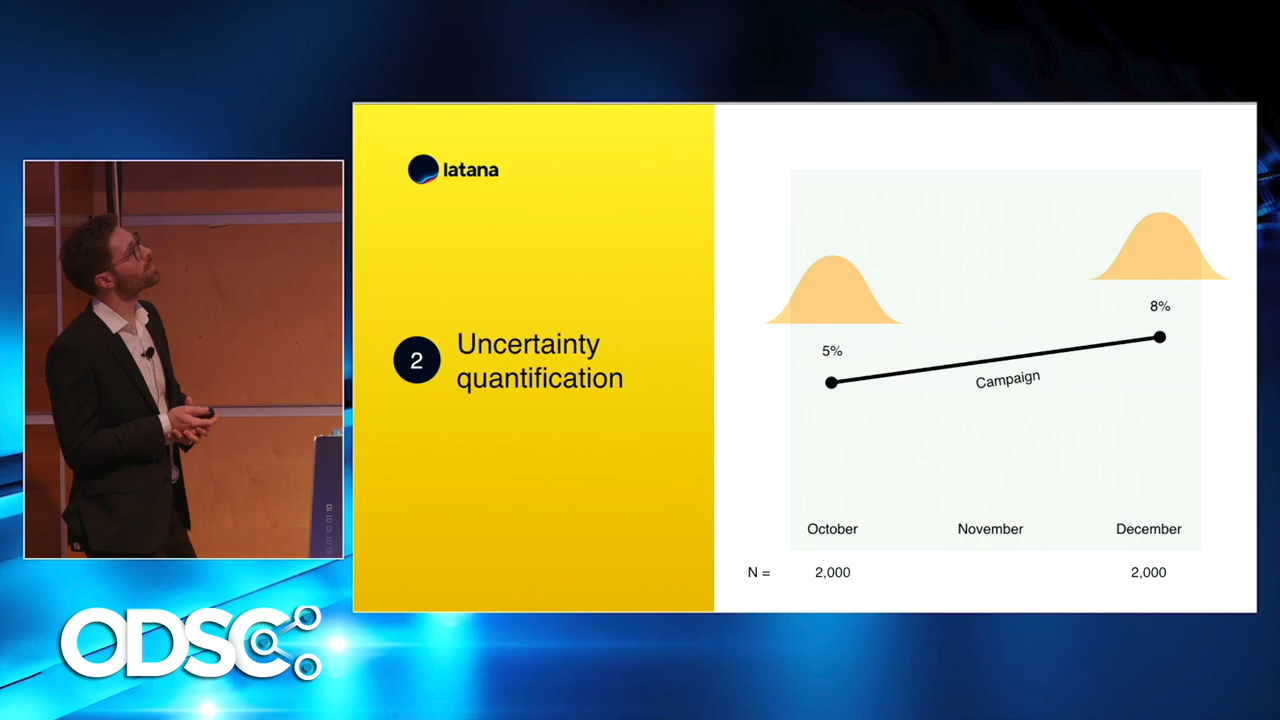 latana
2
Uncertainty
quantification
5%
8%
Campaign
October
November
December
N =
2,000
2,000
ODSC